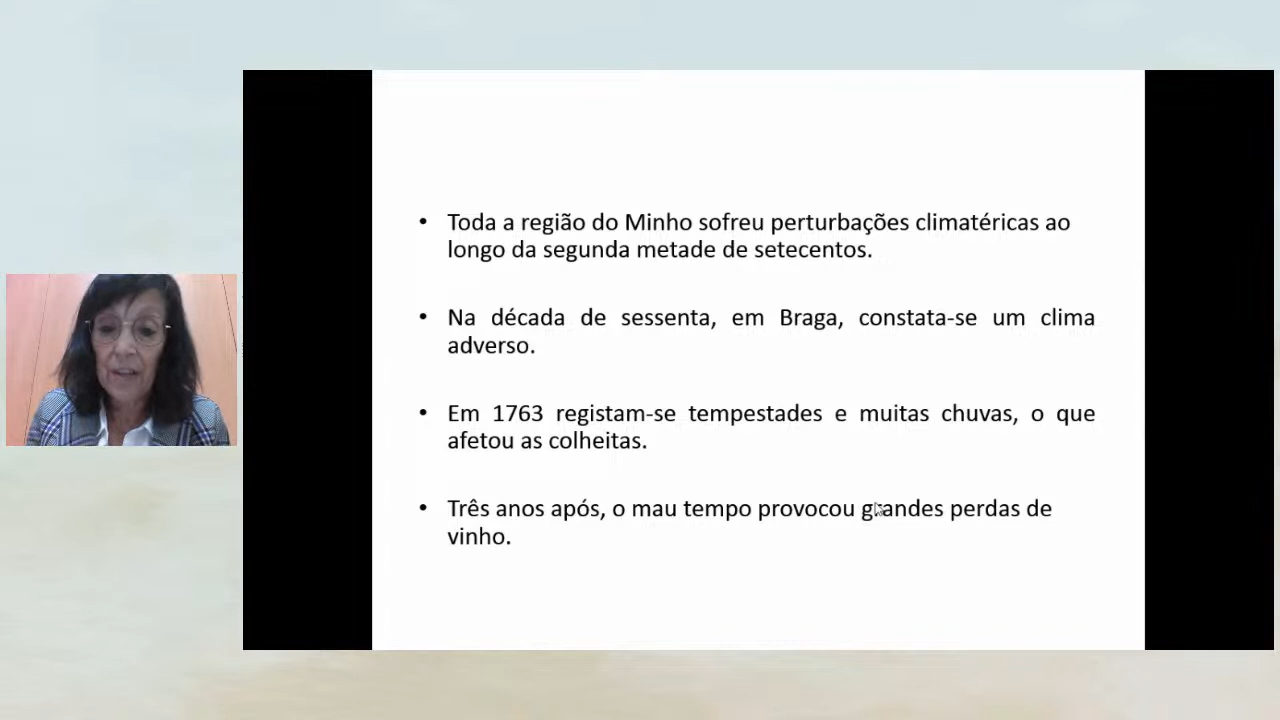 • Toda a região do Minho sofreu perturbações climatéricas ao
longo da segunda metade de setecentos.
• Na década de sessenta, em Braga, constata-se um clima
adverso.
• Em 1763 registam-se tempestades e muitas chuvas, o que
afetou as colheitas.
• Três anos após, o mau tempo provocou grandes perdas de
vinho.